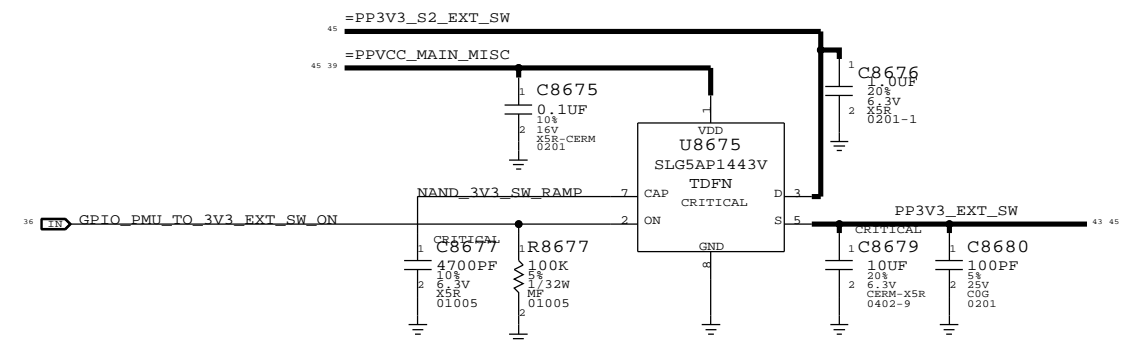 =PP3V3_S2_EXT_SW
45
=PPVCC_MAIN_MISC
45 39
1
C8675
0.1UF
10%
16V
X5R-CERM
0201
2
1
C8676
1.0UF
20%
6.3V
X5R
0201-1
2
1
VDD
U8675
SLG5AP1443V
TDFN
CRITICAL
NAND_3V3_SW_RAMP
7
CAP
D
3
36
IN
GPIO_PMU_TO_3V3_EXT_SW_ON
2
ON
S
5
PP3V3_EXT_SW
43 45
GND
8
CRITICAL
1
C8677
4700PF
10%
6.3V
X5R
01005
2
1
R8677
100K
5%
1/32W
MF
01005
2
CRITICAL
1
C8679
10UF
20%
6.3V
CERM-X5R
0402-9
2
1
C8680
100PF
5%
25V
C0G
0201
2